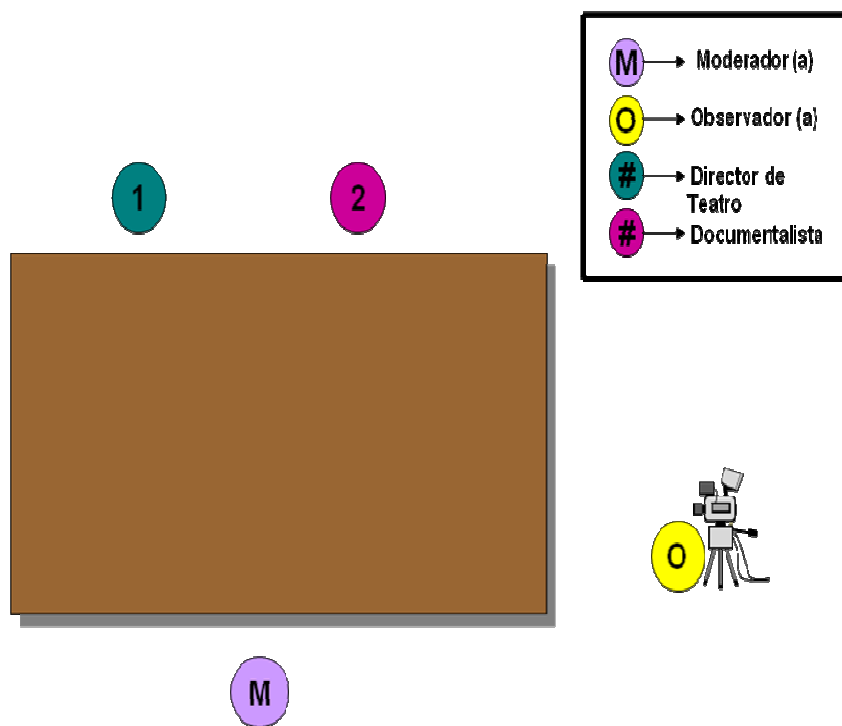 M Moderador (a)
O Observador (a)
# Director de
Teatro
# Documentalista
1 2
O
M